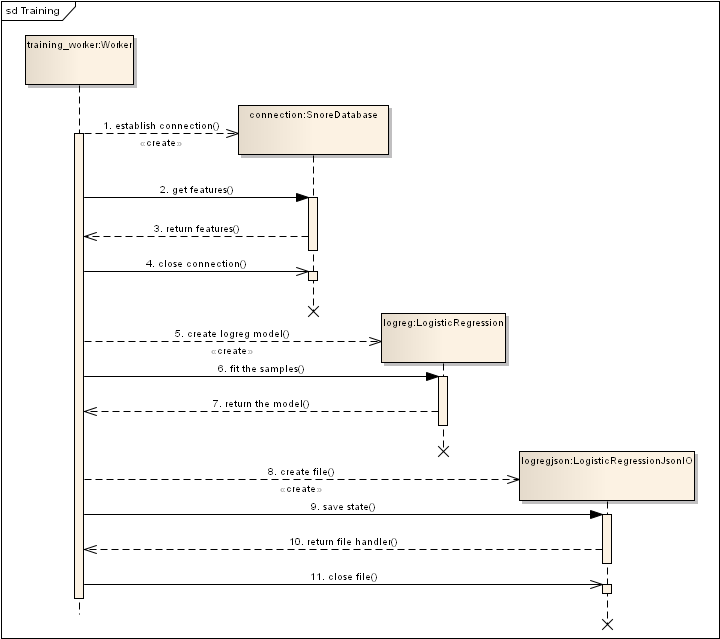 sd Training
training_worker:Worker
connection:SnoreDatabase
1. establish connection()
«create»
2. get features()
3. return features()
4. close connection()
logreg:LogisticRegression
5. create logreg model()
«create»
6. fit the samples()
7. return the model()
logregjson:LogisticRegressionJsonIO
8. create file()
«create»
9. save state()
10. return file handler()
11. close file()